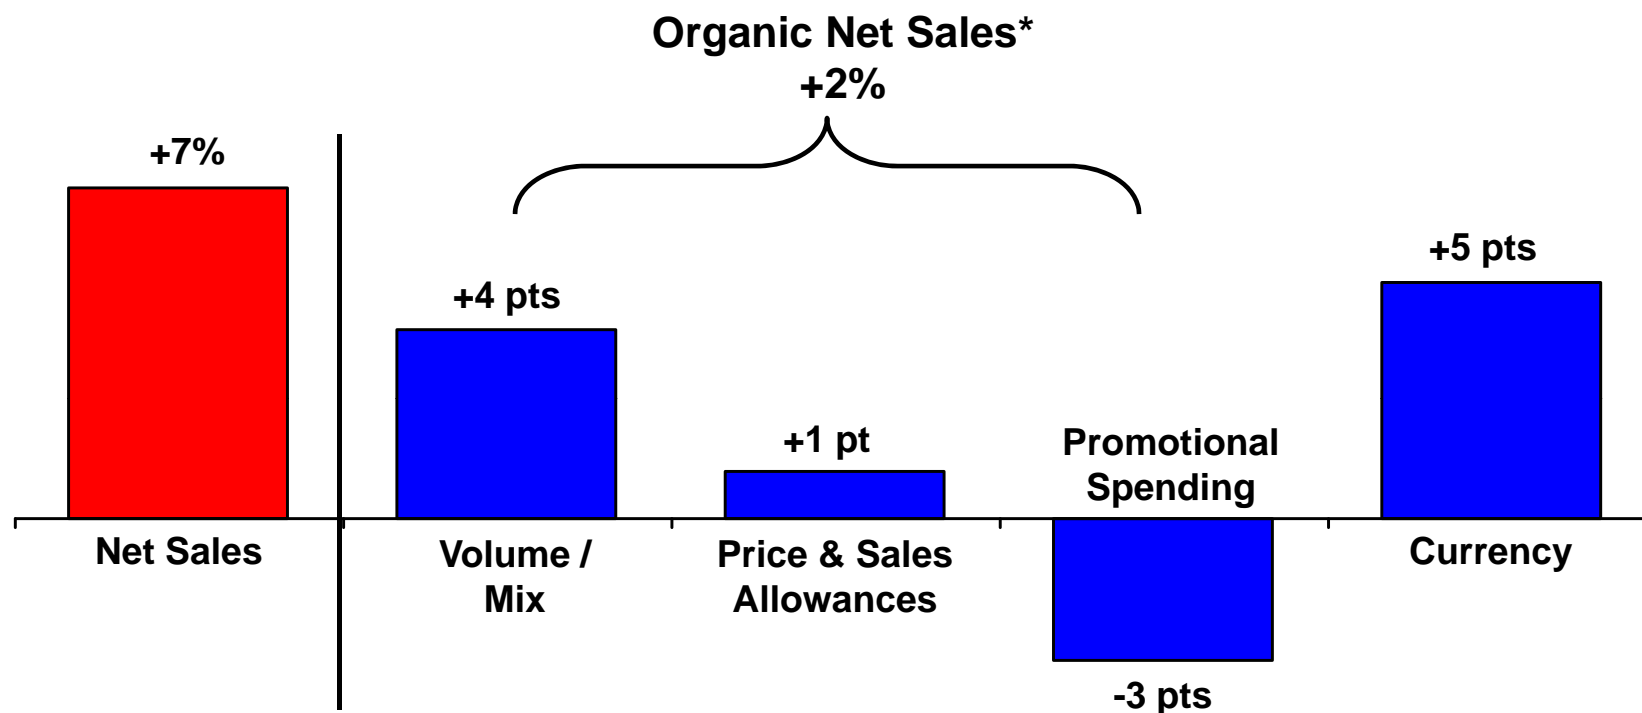 Organic Net Sales*
+2%
+7%
+4 pts
+1 pt
Promotional
Spending
+5 pts
Net Sales
Volume /
Mix
Price & Sales
Allowances
-3 pts
Currency